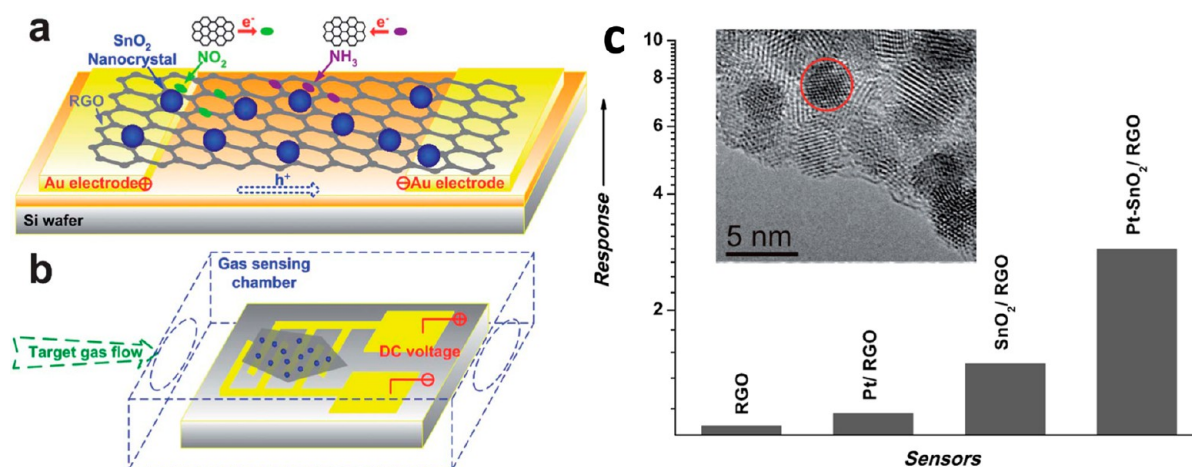 a
e⁻
e⁻
SnO₂
Nanocrystal
NO₂
NH₃
RGO
Au electrode ⊕
⊖ Au electrode
h⁺
Si wafer
b
Gas sensing
chamber
Target gas flow
DC voltage
⊕
⊖
c
10
8
6
4
2
Response
5 nm
RGO
Pt/ RGO
SnO₂/ RGO
Pt-SnO₂/ RGO
Sensors